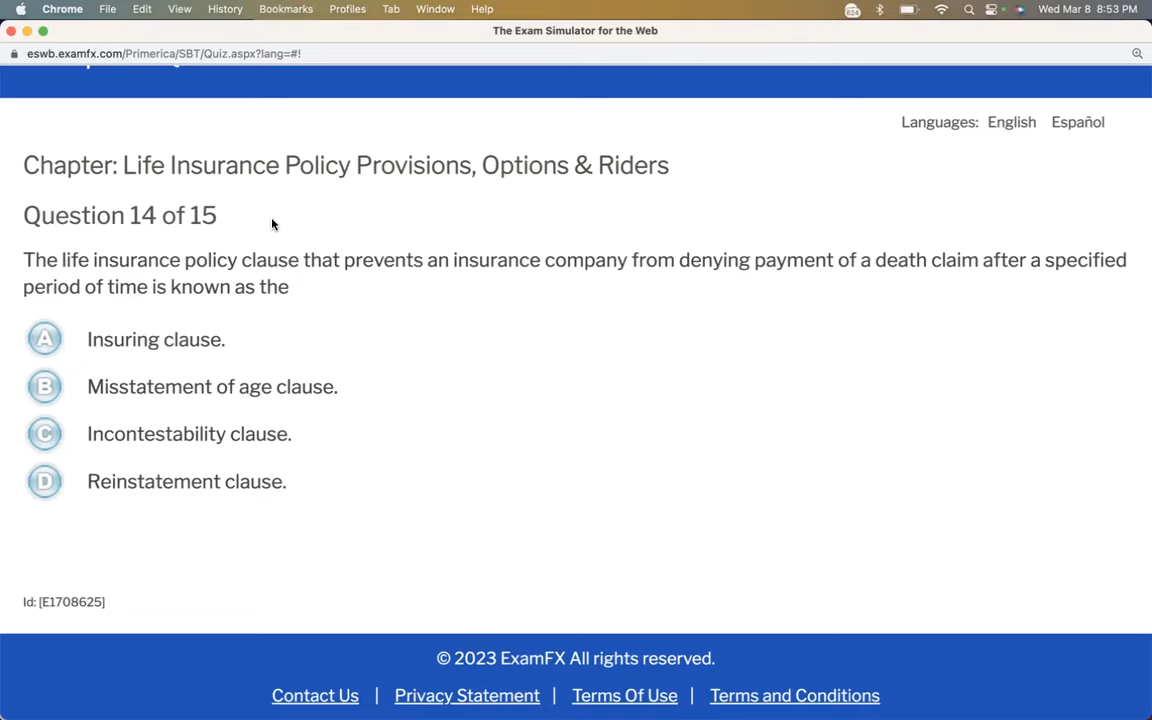 Chrome File Edit View History Bookmarks Profiles Tab Window Help 624 Wed Mar 8 8:53 PM
The Exam Simulator for the Web
eswb.examfx.com/Primerica/SBT/Quiz.aspx?lang=#!
Languages: English Español
Chapter: Life Insurance Policy Provisions, Options & Riders
Question 14 of 15
The life insurance policy clause that prevents an insurance company from denying payment of a death claim after a specified
period of time is known as the
A Insuring clause.
B Misstatement of age clause.
C Incontestability clause.
D Reinstatement clause.
Id: [E1708625]
© 2023 ExamFX All rights reserved.
Contact Us | Privacy Statement | Terms Of Use | Terms and Conditions